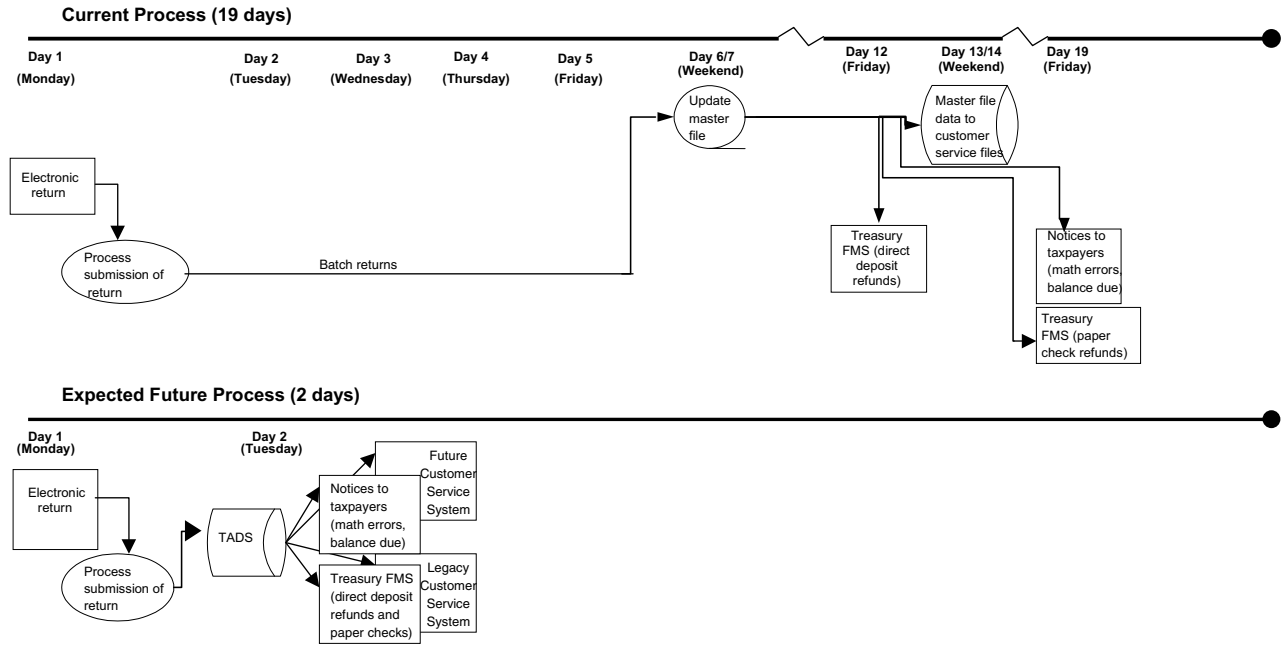 Current Process (19 days)
Day 1
(Monday)
Day 2
(Tuesday)
Day 3
(Wednesday)
Day 4
(Thursday)
Day 5
(Friday)
Day 6/7
(Weekend)
Day 12
(Friday)
Day 13/14
(Weekend)
Day 19
(Friday)
Electronic
return
Process
submission of
return
Batch returns
Update
master
file
Master file
data to
customer
service files
Treasury
FMS (direct
deposit
refunds)
Notices to
taxpayers
(math errors,
balance due)
Treasury
FMS (paper
check refunds)
Expected Future Process (2 days)
Day 1
(Monday)
Day 2
(Tuesday)
Electronic
return
Process
submission of
return
TADS
Future
Customer
Service
System
Notices to
taxpayers
(math errors,
balance due)
Legacy
Customer
Service
System
Treasury FMS
(direct deposit
refunds and
paper checks)